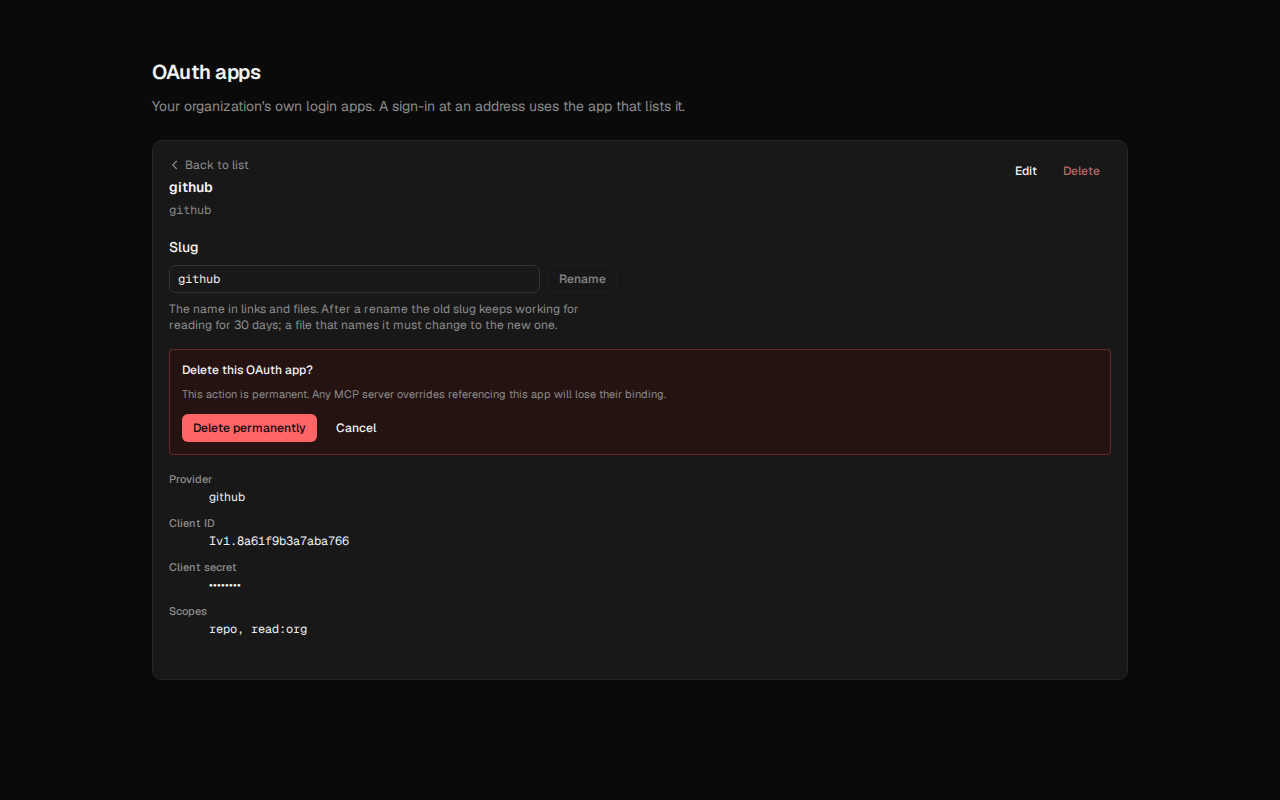 OAuth apps
Your organization's own login apps. A sign-in at an address uses the app that lists it.
Back to list
Edit
Delete
github
github
Slug
github
Rename
The name in links and files. After a rename the old slug keeps working for
reading for 30 days; a file that names it must change to the new one.
Delete this OAuth app?
This action is permanent. Any MCP server overrides referencing this app will lose their binding.
Delete permanently
Cancel
Provider
github
Client ID
Iv1.8a61f9b3a7aba766
Client secret
••••••••
Scopes
repo, read:org